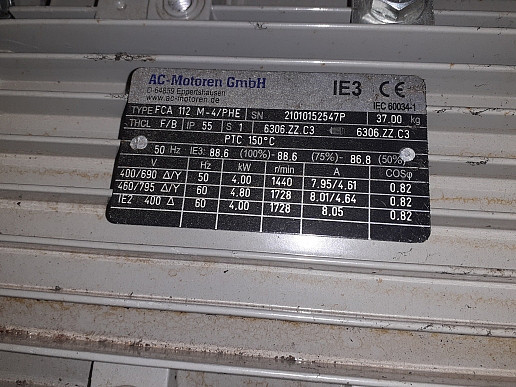 AC-Motoren GmbH IE3 CE
D-64859 Eppertshausen
www.ac-motoren.de IEC 60034-1
TYPE FCA 112 M-4/PHE SN 21010152547P 37.00 kg
THCL F/B IP 55 S 1 6306.ZZ.C3 6306.ZZ.C3
PTC 150°C
50 Hz IE3: 88.6 (100%)- 88.6 (75%)- 86.8 (50%)
V Hz kW r/min A COSφ
400/690 Δ/Y 50 4.00 1440 7.95/4.61 0.82
460/795 Δ/Y 60 4.80 1728 8.01/4.64 0.82
IE2 400 Δ 60 4.00 1728 8.05 0.82